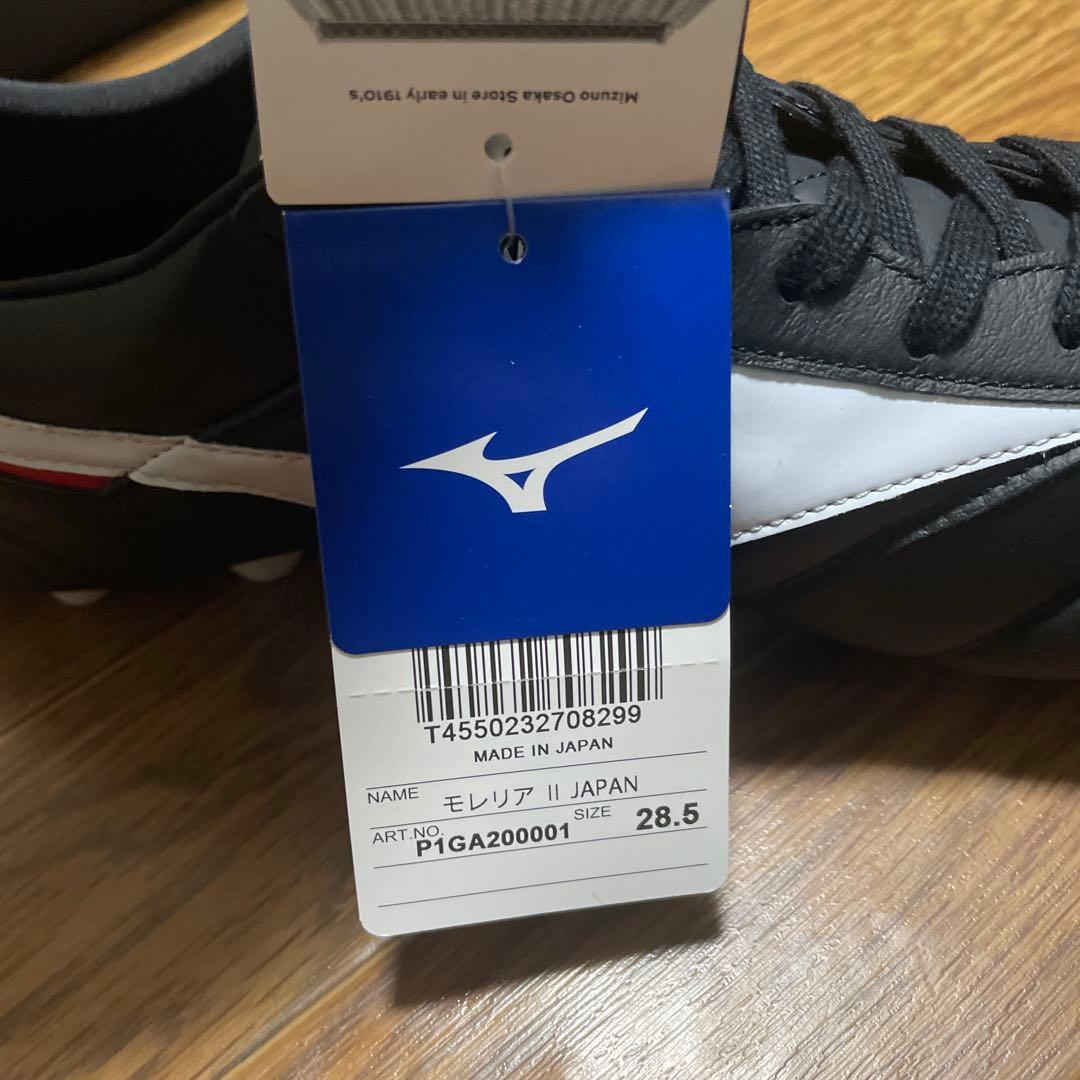 Mizuno Osaka Store in early 1910's
T4550232708299
MADE IN JAPAN
NAME モレリア II JAPAN
ART.NO. P1GA200001 SIZE 28.5